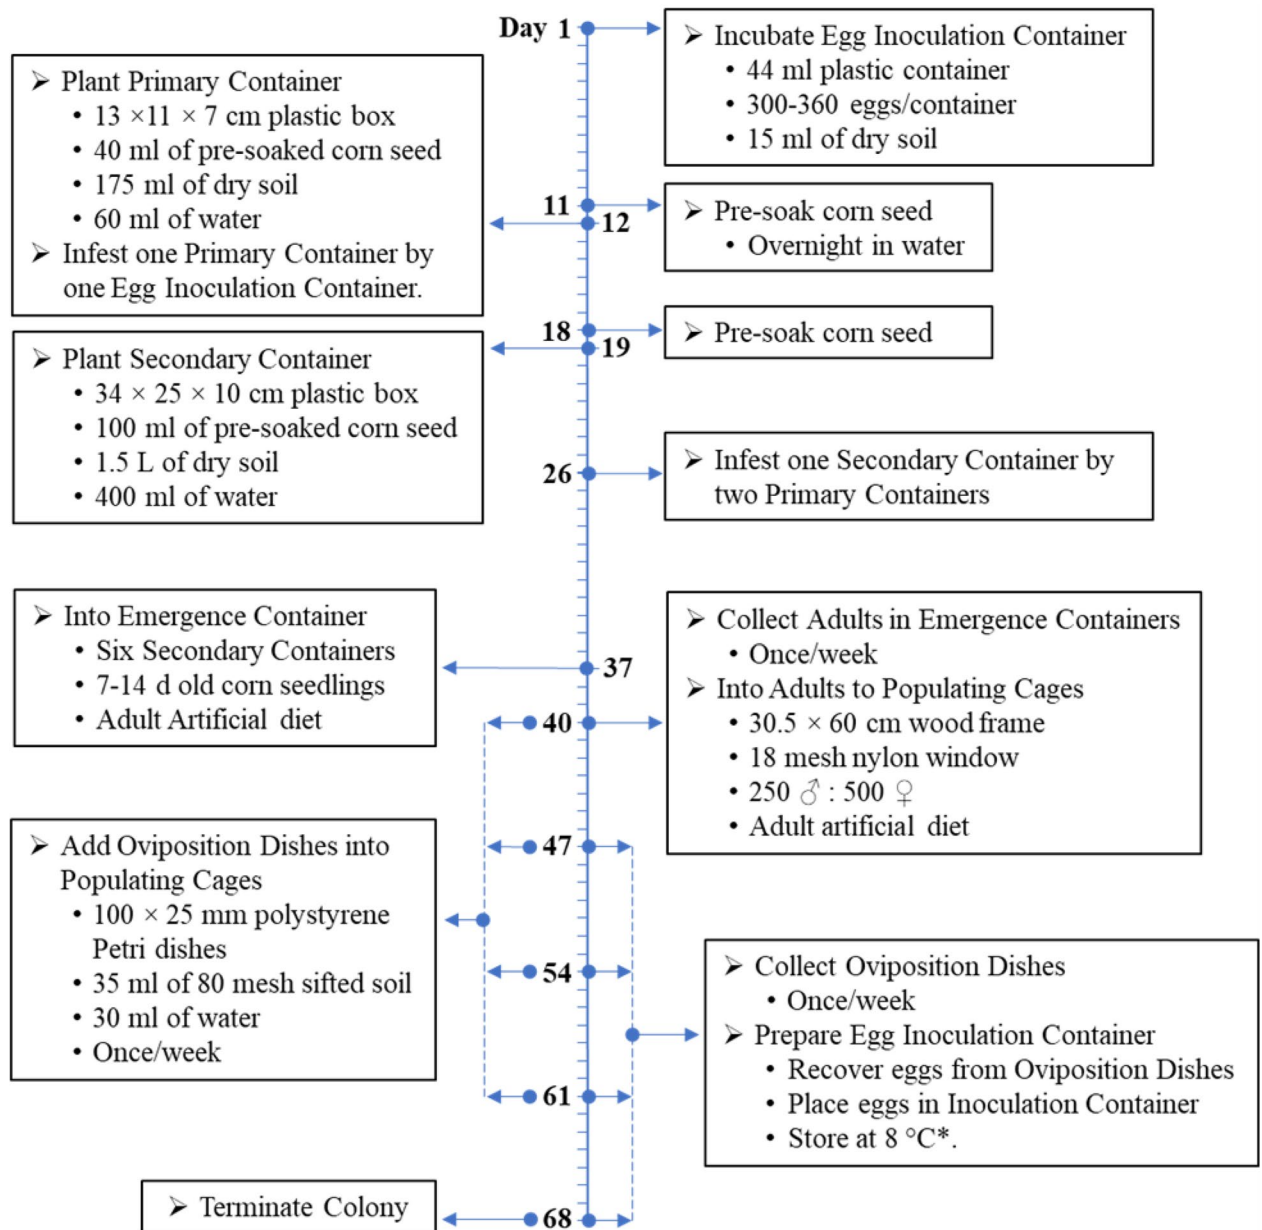 Day 1
➢ Incubate Egg Inoculation Container
• 44 ml plastic container
• 300-360 eggs/container
• 15 ml of dry soil
➢ Plant Primary Container
• 13 ×11 × 7 cm plastic box
• 40 ml of pre-soaked corn seed
• 175 ml of dry soil
• 60 ml of water
➢ Infest one Primary Container by
one Egg Inoculation Container.
11
12
➢ Pre-soak corn seed
• Overnight in water
18
19
➢ Pre-soak corn seed
➢ Plant Secondary Container
• 34 × 25 × 10 cm plastic box
• 100 ml of pre-soaked corn seed
• 1.5 L of dry soil
• 400 ml of water
26
➢ Infest one Secondary Container by
two Primary Containers
➢ Into Emergence Container
• Six Secondary Containers
• 7-14 d old corn seedlings
• Adult Artificial diet
37
40
➢ Collect Adults in Emergence Containers
• Once/week
➢ Into Adults to Populating Cages
• 30.5 × 60 cm wood frame
• 18 mesh nylon window
• 250 ♂ : 500 ♀
• Adult artificial diet
47
➢ Add Oviposition Dishes into
Populating Cages
• 100 × 25 mm polystyrene
Petri dishes
• 35 ml of 80 mesh sifted soil
• 30 ml of water
• Once/week
54
➢ Collect Oviposition Dishes
• Once/week
➢ Prepare Egg Inoculation Container
• Recover eggs from Oviposition Dishes
• Place eggs in Inoculation Container
• Store at 8 °C*.
61
➢ Terminate Colony
68